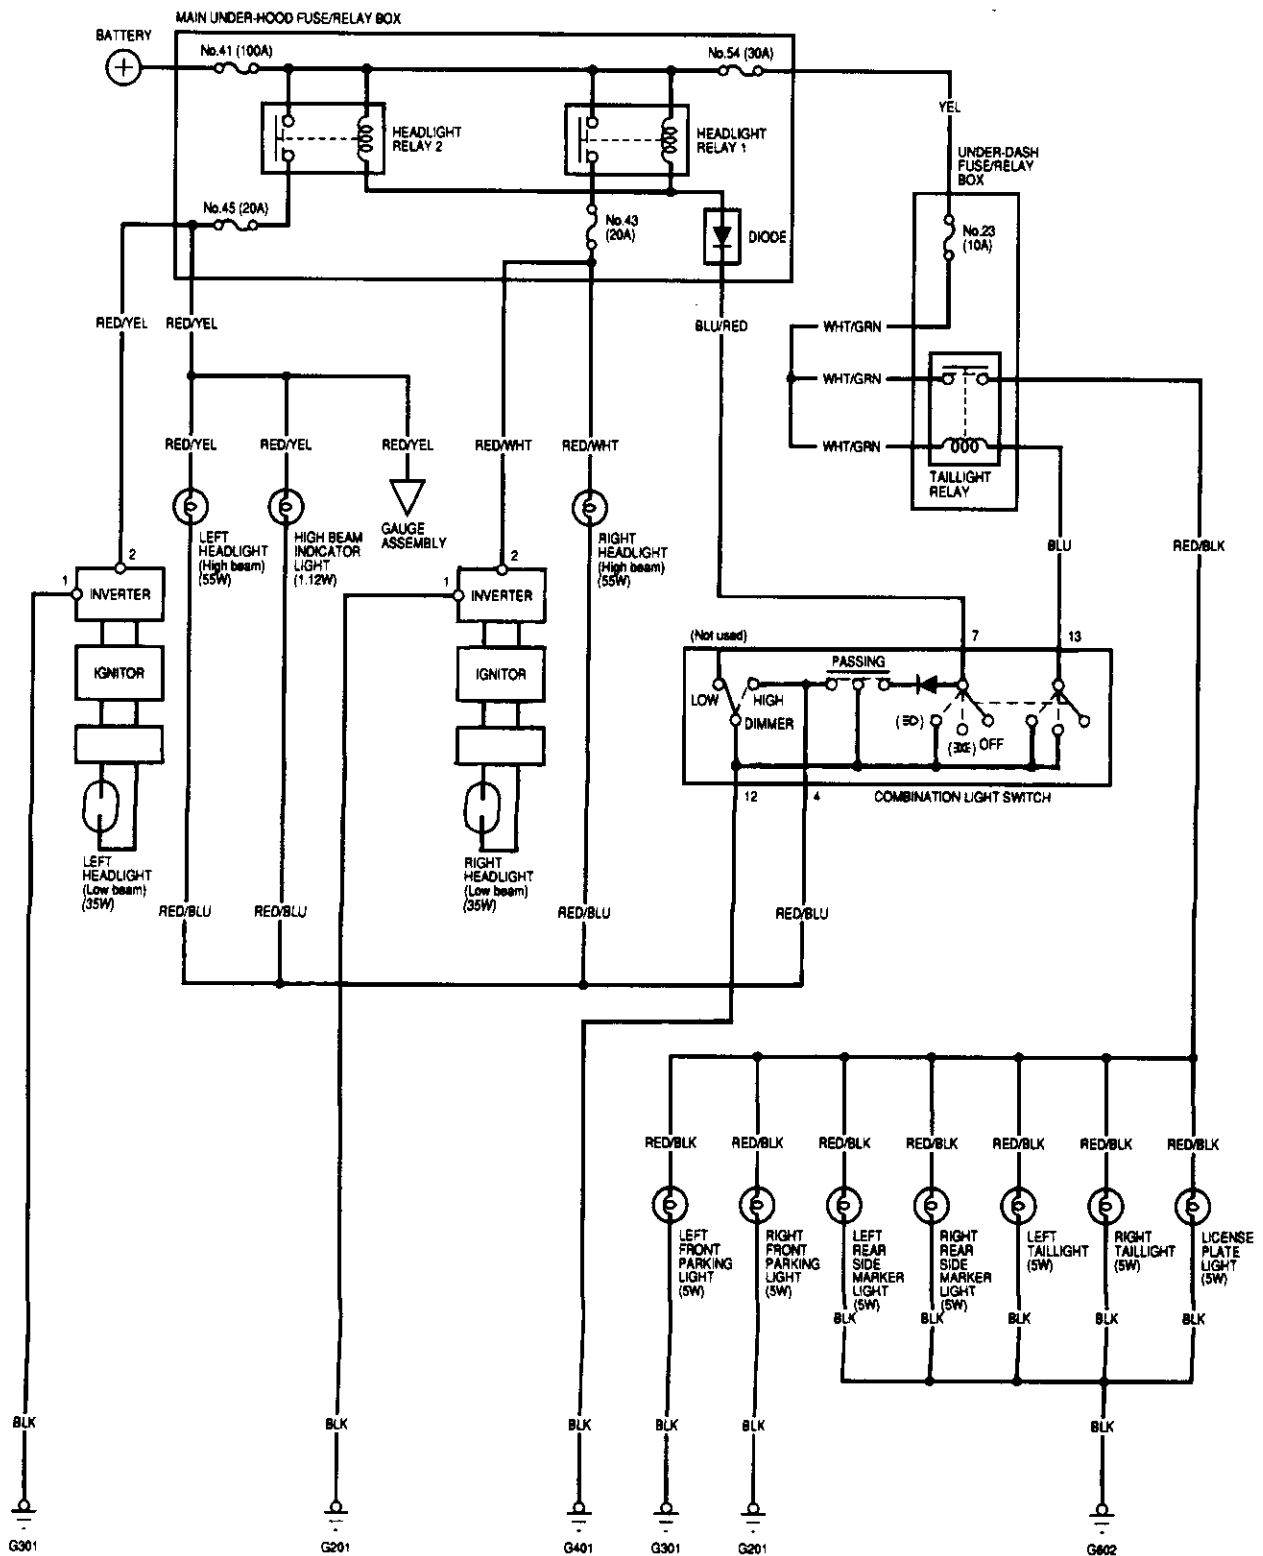 MAIN UNDER-HOOD FUSE/RELAY BOX
BATTERY
+
No.41 (100A)
No.54 (30A)
YEL
HEADLIGHT
RELAY 2
HEADLIGHT
RELAY 1
UNDER-DASH
FUSE/RELAY
BOX
No.45 (20A)
No.43
(20A)
DIODE
No.23
(10A)
RED/YEL
RED/YEL
BLU/RED
WHT/GRN
WHT/GRN
WHT/GRN
RED/YEL
RED/YEL
RED/YEL
RED/WHT
RED/WHT
TAILLIGHT
RELAY
LEFT
HEADLIGHT
(High beam)
(55W)
HIGH BEAM
INDICATOR
LIGHT
(1.12W)
GAUGE
ASSEMBLY
RIGHT
HEADLIGHT
(High beam)
(55W)
BLU
RED/BLK
2
1
INVERTER
2
1
INVERTER
IGNITOR
IGNITOR
(Not used)
7
13
PASSING
LOW
HIGH
DIMMER
OFF
12
4
COMBINATION LIGHT SWITCH
LEFT
HEADLIGHT
(Low beam)
(35W)
RIGHT
HEADLIGHT
(Low beam)
(35W)
RED/BLU
RED/BLU
RED/BLU
RED/BLU
RED/BLK
RED/BLK
RED/BLK
RED/BLK
RED/BLK
RED/BLK
RED/BLK
LEFT
FRONT
PARKING
LIGHT
(5W)
RIGHT
FRONT
PARKING
LIGHT
(5W)
LEFT
REAR
SIDE
MARKER
LIGHT
(5W)
RIGHT
REAR
SIDE
MARKER
LIGHT
(5W)
LEFT
TAILLIGHT
(5W)
RIGHT
TAILLIGHT
(5W)
LICENSE
PLATE
LIGHT
(5W)
BLK
BLK
BLK
BLK
BLK
BLK
BLK
BLK
BLK
BLK
BLK
G301
G201
G401
G301
G201
G602